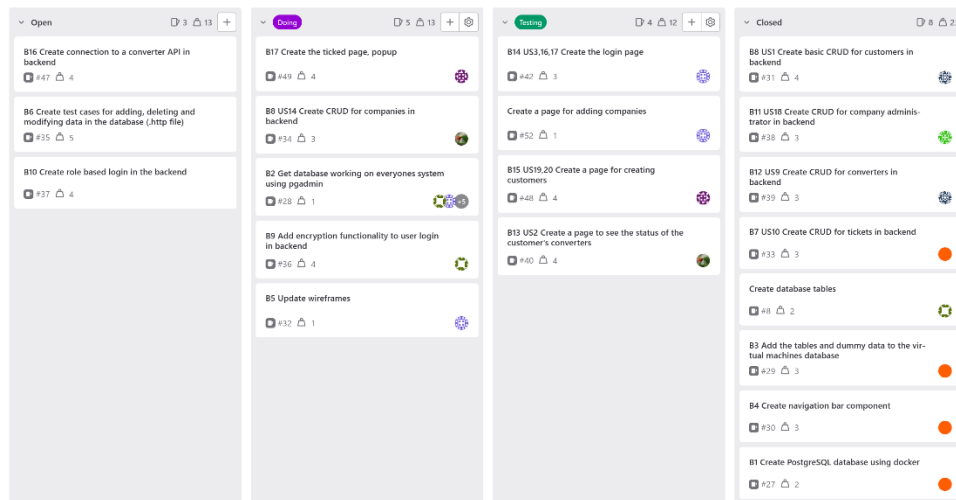 Open 3 13
B16 Create connection to a converter API in
backend
#47 4
B6 Create test cases for adding, deleting and
modifying data in the database (.http file)
#35 5
B10 Create role based login in the backend
#37 4
Doing 5 13
B17 Create the ticked page, popup
#49 4
B8 US14 Create CRUD for companies in
backend
#34 3
B2 Get database working on everyones system
using pgadmin
#28 1 +5
B9 Add encryption functionality to user login
in backend
#36 4
B5 Update wireframes
#32 1
Testing 4 12
B14 US3,16,17 Create the login page
#42 3
Create a page for adding companies
#52 1
B15 US19,20 Create a page for creating
customers
#48 4
B13 US2 Create a page to see the status of the
customer's converters
#40 4
Closed 8
B8 US1 Create basic CRUD for customers in
backend
#31 4
B11 US18 Create CRUD for company adminis-
trator in backend
#38 3
B12 US9 Create CRUD for converters in
backend
#39 3
B7 US10 Create CRUD for tickets in backend
#33 3
Create database tables
#8 2
B3 Add the tables and dummy data to the vir-
tual machines database
#29 3
B4 Create navigation bar component
#30 3
B1 Create PostgreSQL database using docker
#27 2